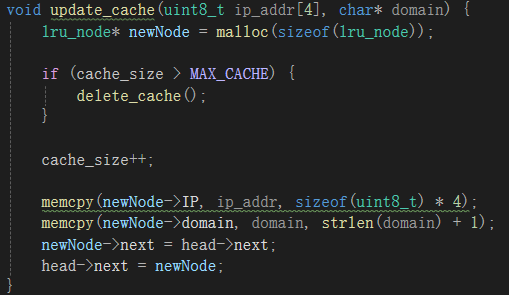 void update_cache(uint8_t ip_addr[4], char* domain) {
    lru_node* newNode = malloc(sizeof(lru_node));

    if (cache_size > MAX_CACHE) {
        delete_cache();
    }

    cache_size++;

    memcpy(newNode->IP, ip_addr, sizeof(uint8_t) * 4);
    memcpy(newNode->domain, domain, strlen(domain) + 1);
    newNode->next = head->next;
    head->next = newNode;
}